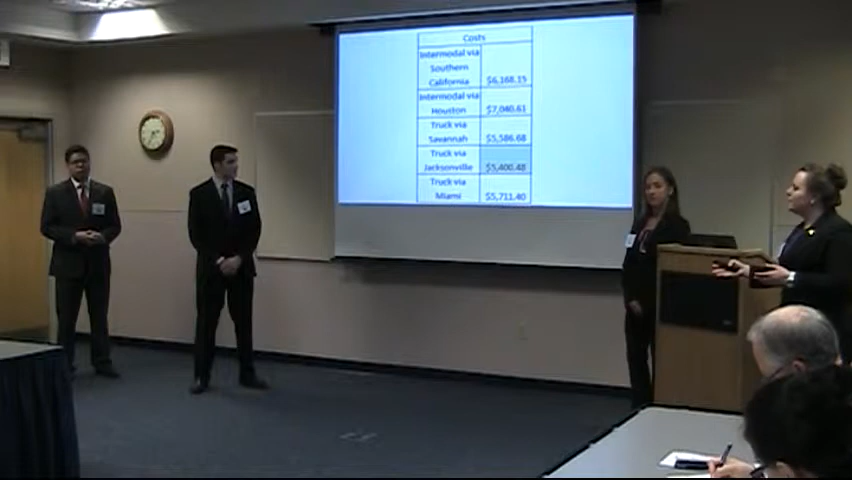 Costs
Intermodal via
Southern
California $6,168.15
Intermodal via
Houston $7,040.61
Truck via
Savannah $5,586.68
Truck via
Jacksonville $5,400.48
Truck via
Miami $5,711.40